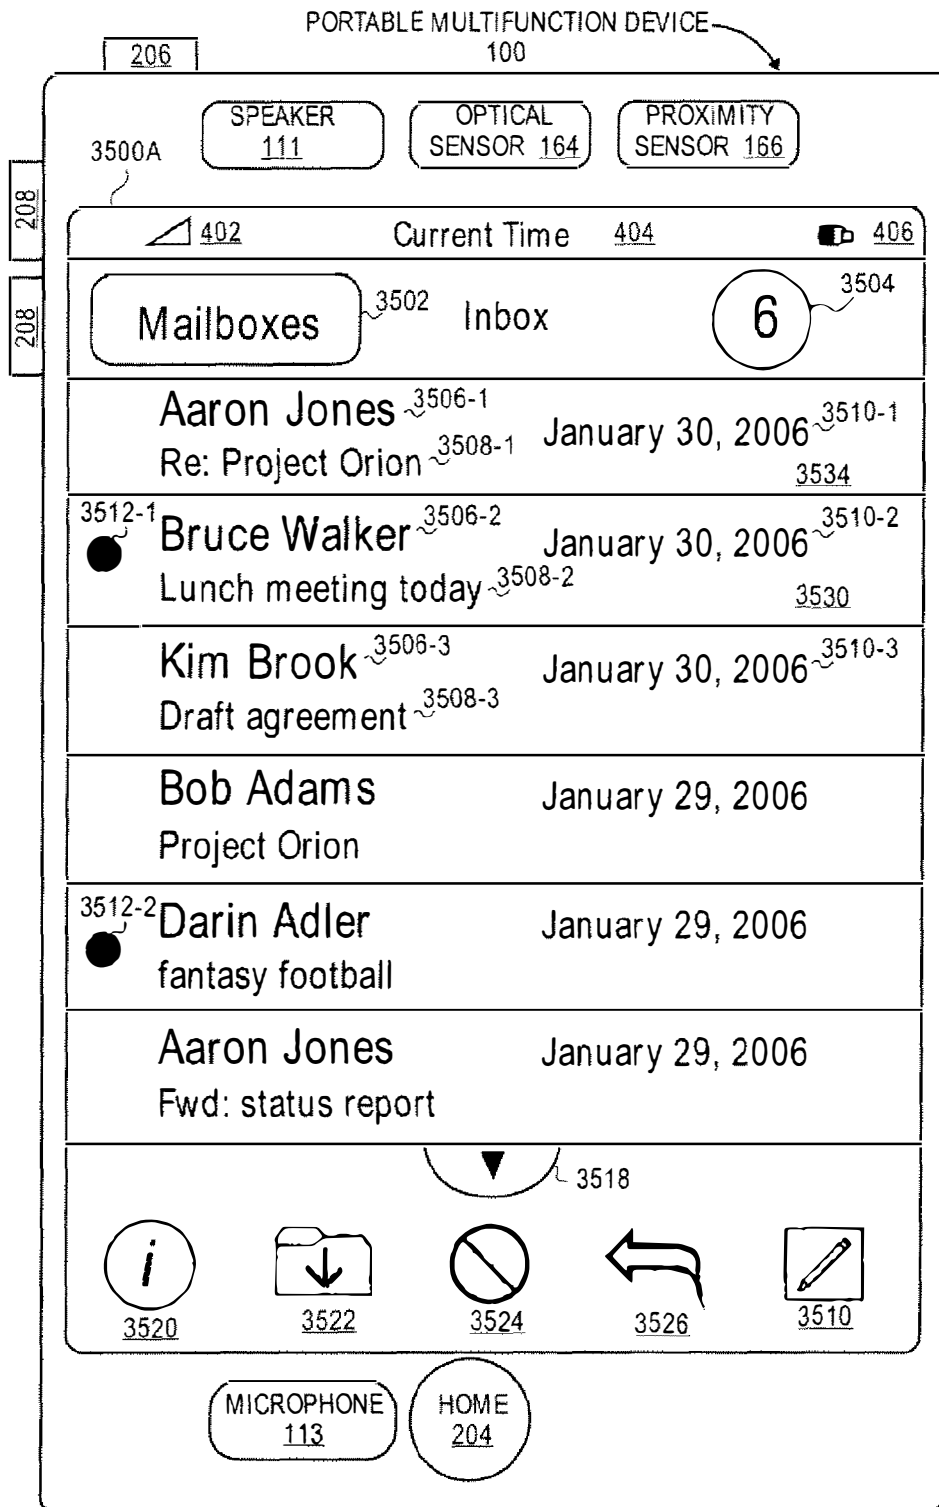 PORTABLE MULTIFUNCTION DEVICE
100
206
SPEAKER
111
OPTICAL
SENSOR 164
PROXIMITY
SENSOR 166
3500A
208
208
402 Current Time 404 406
Mailboxes 3502 Inbox 6 3504
Aaron Jones 3506-1 January 30, 2006 3510-1
Re: Project Orion 3508-1 3534
3512-1 Bruce Walker 3506-2 January 30, 2006 3510-2
Lunch meeting today 3508-2 3530
Kim Brook 3506-3 January 30, 2006 3510-3
Draft agreement 3508-3
Bob Adams January 29, 2006
Project Orion
3512-2 Darin Adler January 29, 2006
fantasy football
Aaron Jones January 29, 2006
Fwd: status report
3518
i
3520 3522 3524 3526 3510
MICROPHONE
113
HOME
204